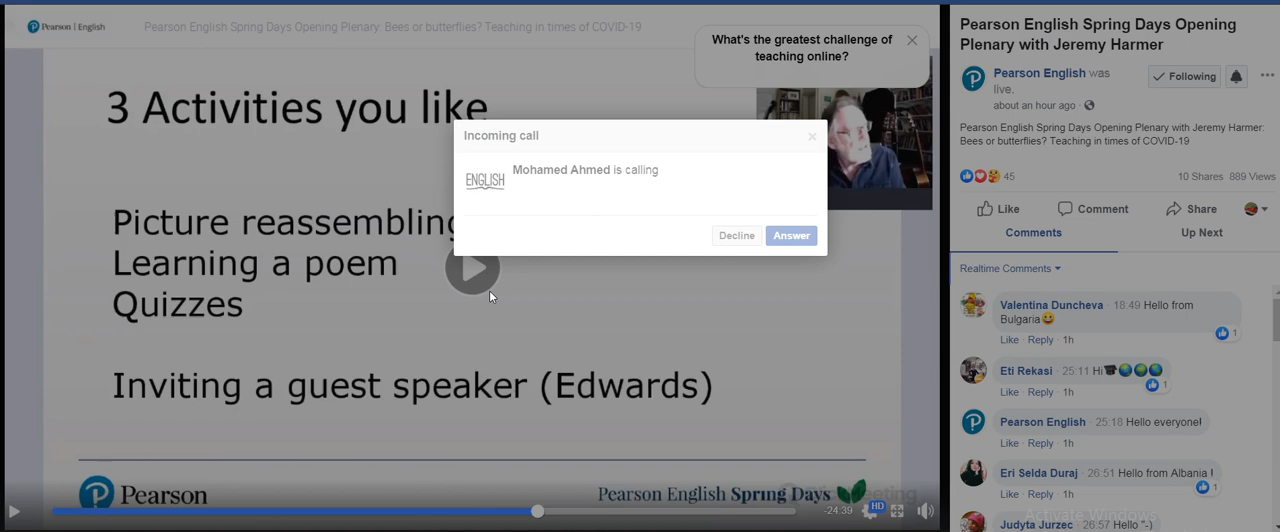 Pearson | English
Pearson English Spring Days Opening Plenary. Bees or butterflies? Teaching in times of COVID-19
What's the greatest challenge of
teaching online?
3 Activities you like
Picture reassembling
Learning a poem
Quizzes
Inviting a guest speaker (Edwards)
Incoming call
×
ENGLISH
Mohamed Ahmed is calling
Decline
Answer
Pearson
Pearson English Spring Days
-24:39
HD
Pearson English Spring Days Opening
Plenary with Jeremy Harmer
Pearson English was
live.
about an hour ago ·
Following
Pearson English Spring Days Opening Plenary with Jeremy Harmer:
Bees or butterflies? Teaching in times of COVID-19
45
10 Shares 889 Views
Like
Comment
Share
Comments
Up Next
Realtime Comments
Valentina Duncheva · 18:49 Hello from
Bulgaria😀
1
Like · Reply · 1h
Eti Rekasi · 25:11 Hi🎓🌍🌍🌍
1
Like · Reply · 1h
Pearson English · 25:18 Hello everyone!
Like · Reply · 1h
Eri Selda Duraj · 26:51 Hello from Albania !
1
Like · Reply · 1h
Judyta Jurzec · 26:57 Hello "-)
Activate Windows